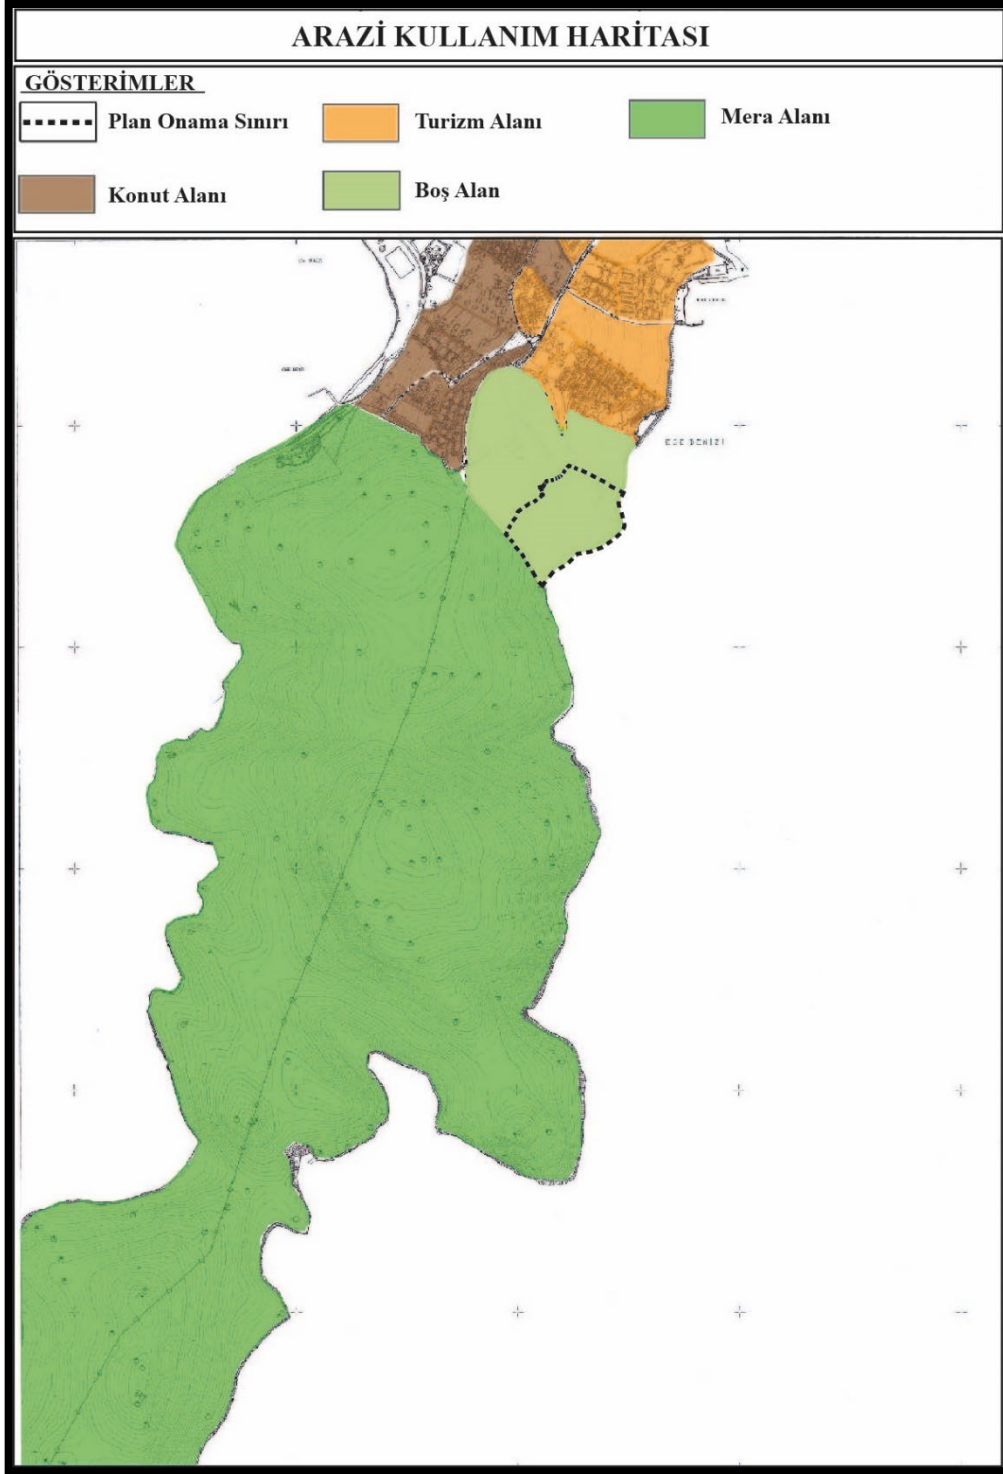 ARAZİ KULLANIM HARİTASI
GÖSTERİMLER
Plan Onama Sınırı
Turizm Alanı
Mera Alanı
Konut Alanı
Boş Alan
EGE DENİZİ